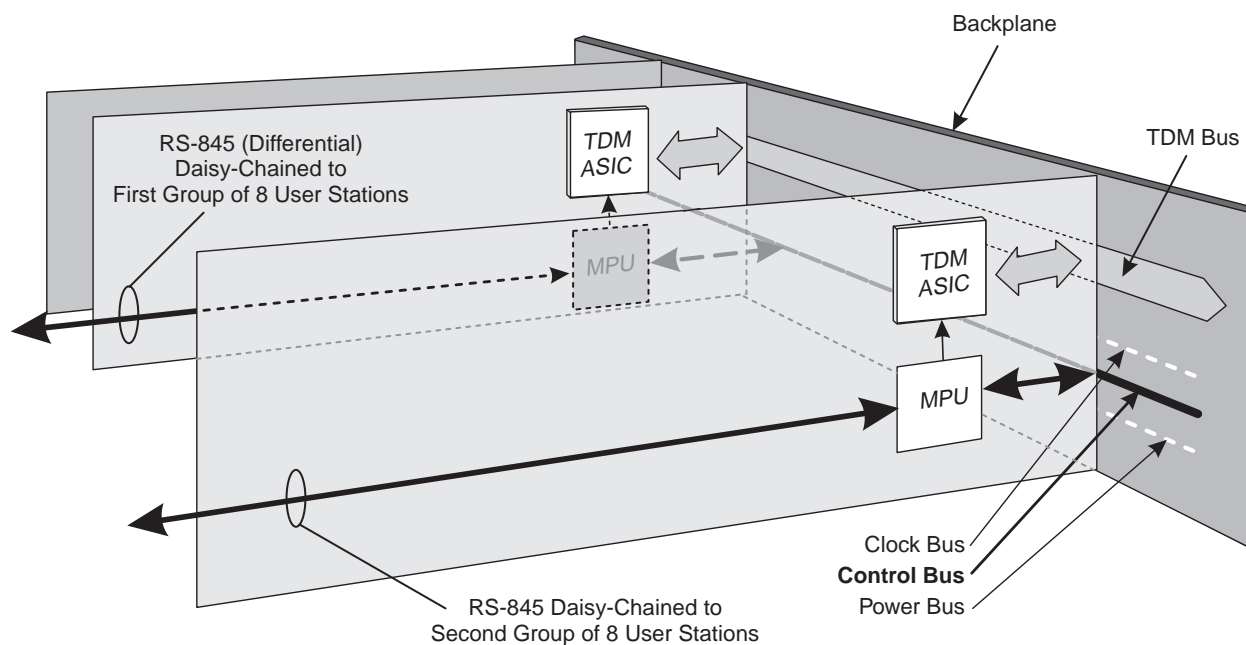 Backplane
TDM Bus
RS-845 (Differential)
Daisy-Chained to
First Group of 8 User Stations
TDM
ASIC
MPU
TDM
ASIC
MPU
Clock Bus
Control Bus
Power Bus
RS-845 Daisy-Chained to
Second Group of 8 User Stations